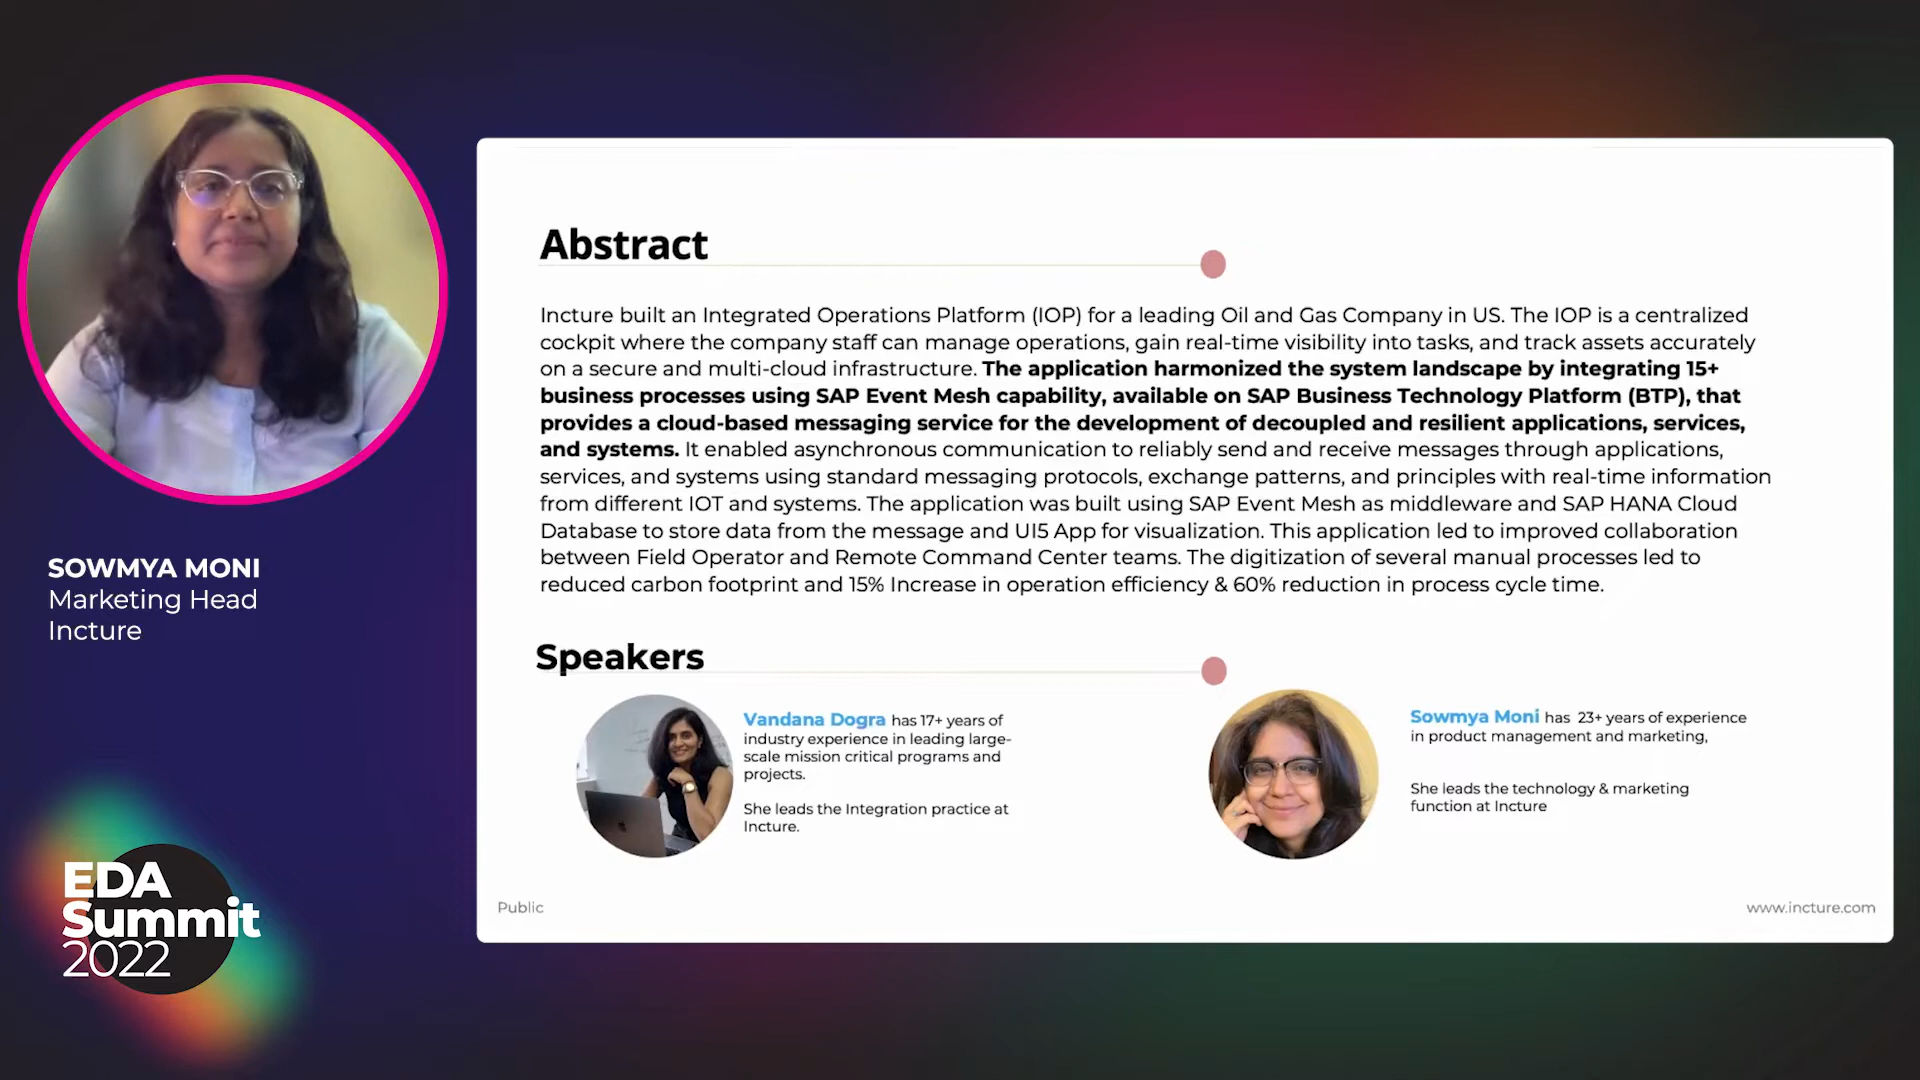 SOWMYA MONI
Marketing Head
Incture
EDA
Summit
2022
Abstract
Incture built an Integrated Operations Platform (IOP) for a leading Oil and Gas Company in US. The IOP is a centralized
cockpit where the company staff can manage operations, gain real-time visibility into tasks, and track assets accurately
on a secure and multi-cloud infrastructure. The application harmonized the system landscape by integrating 15+
business processes using SAP Event Mesh capability, available on SAP Business Technology Platform (BTP), that
provides a cloud-based messaging service for the development of decoupled and resilient applications, services,
and systems. It enabled asynchronous communication to reliably send and receive messages through applications,
services, and systems using standard messaging protocols, exchange patterns, and principles with real-time information
from different IOT and systems. The application was built using SAP Event Mesh as middleware and SAP HANA Cloud
Database to store data from the message and UI5 App for visualization. This application led to improved collaboration
between Field Operator and Remote Command Center teams. The digitization of several manual processes led to
reduced carbon footprint and 15% Increase in operation efficiency & 60% reduction in process cycle time.
Speakers
Vandana Dogra has 17+ years of
industry experience in leading large-
scale mission critical programs and
projects.
She leads the Integration practice at
Incture.
Sowmya Moni has 23+ years of experience
in product management and marketing,
She leads the technology & marketing
function at Incture
Public
www.incture.com